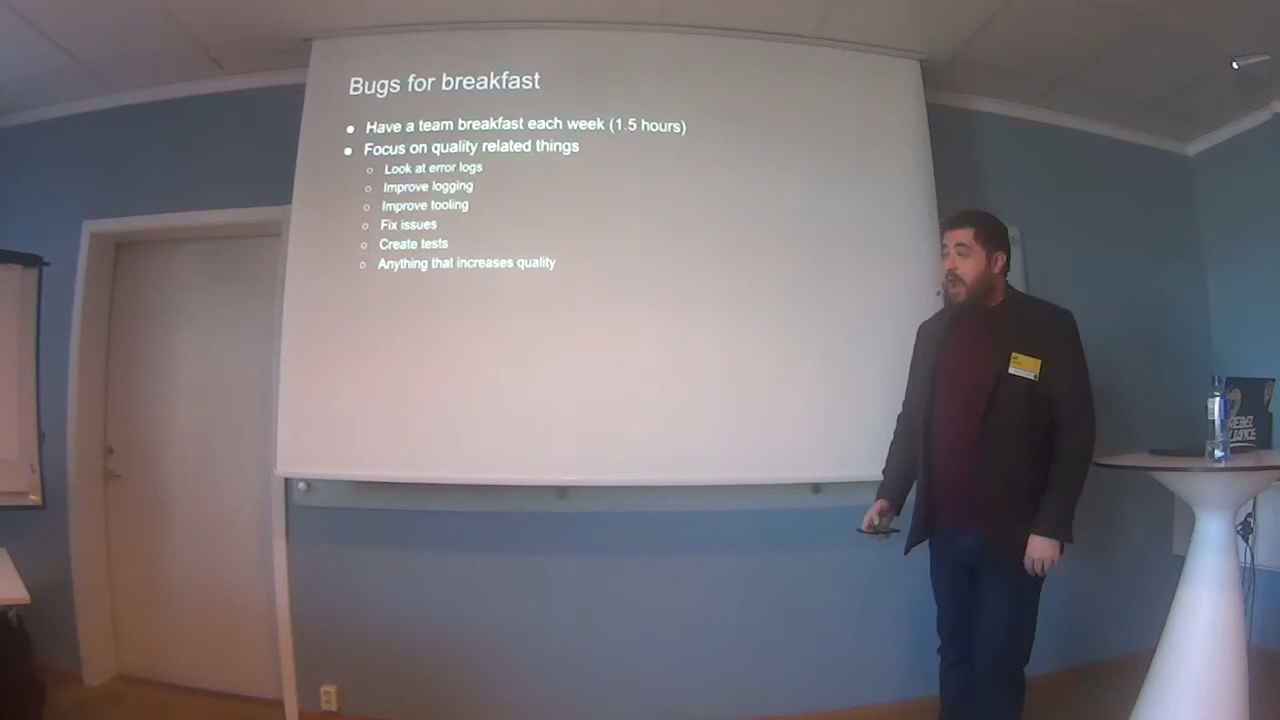 Bugs for breakfast
● Have a team breakfast each week (1.5 hours)
● Focus on quality related things
○ Look at error logs
○ Improve logging
○ Improve tooling
○ Fix issues
○ Create tests
○ Anything that increases quality
REBEL